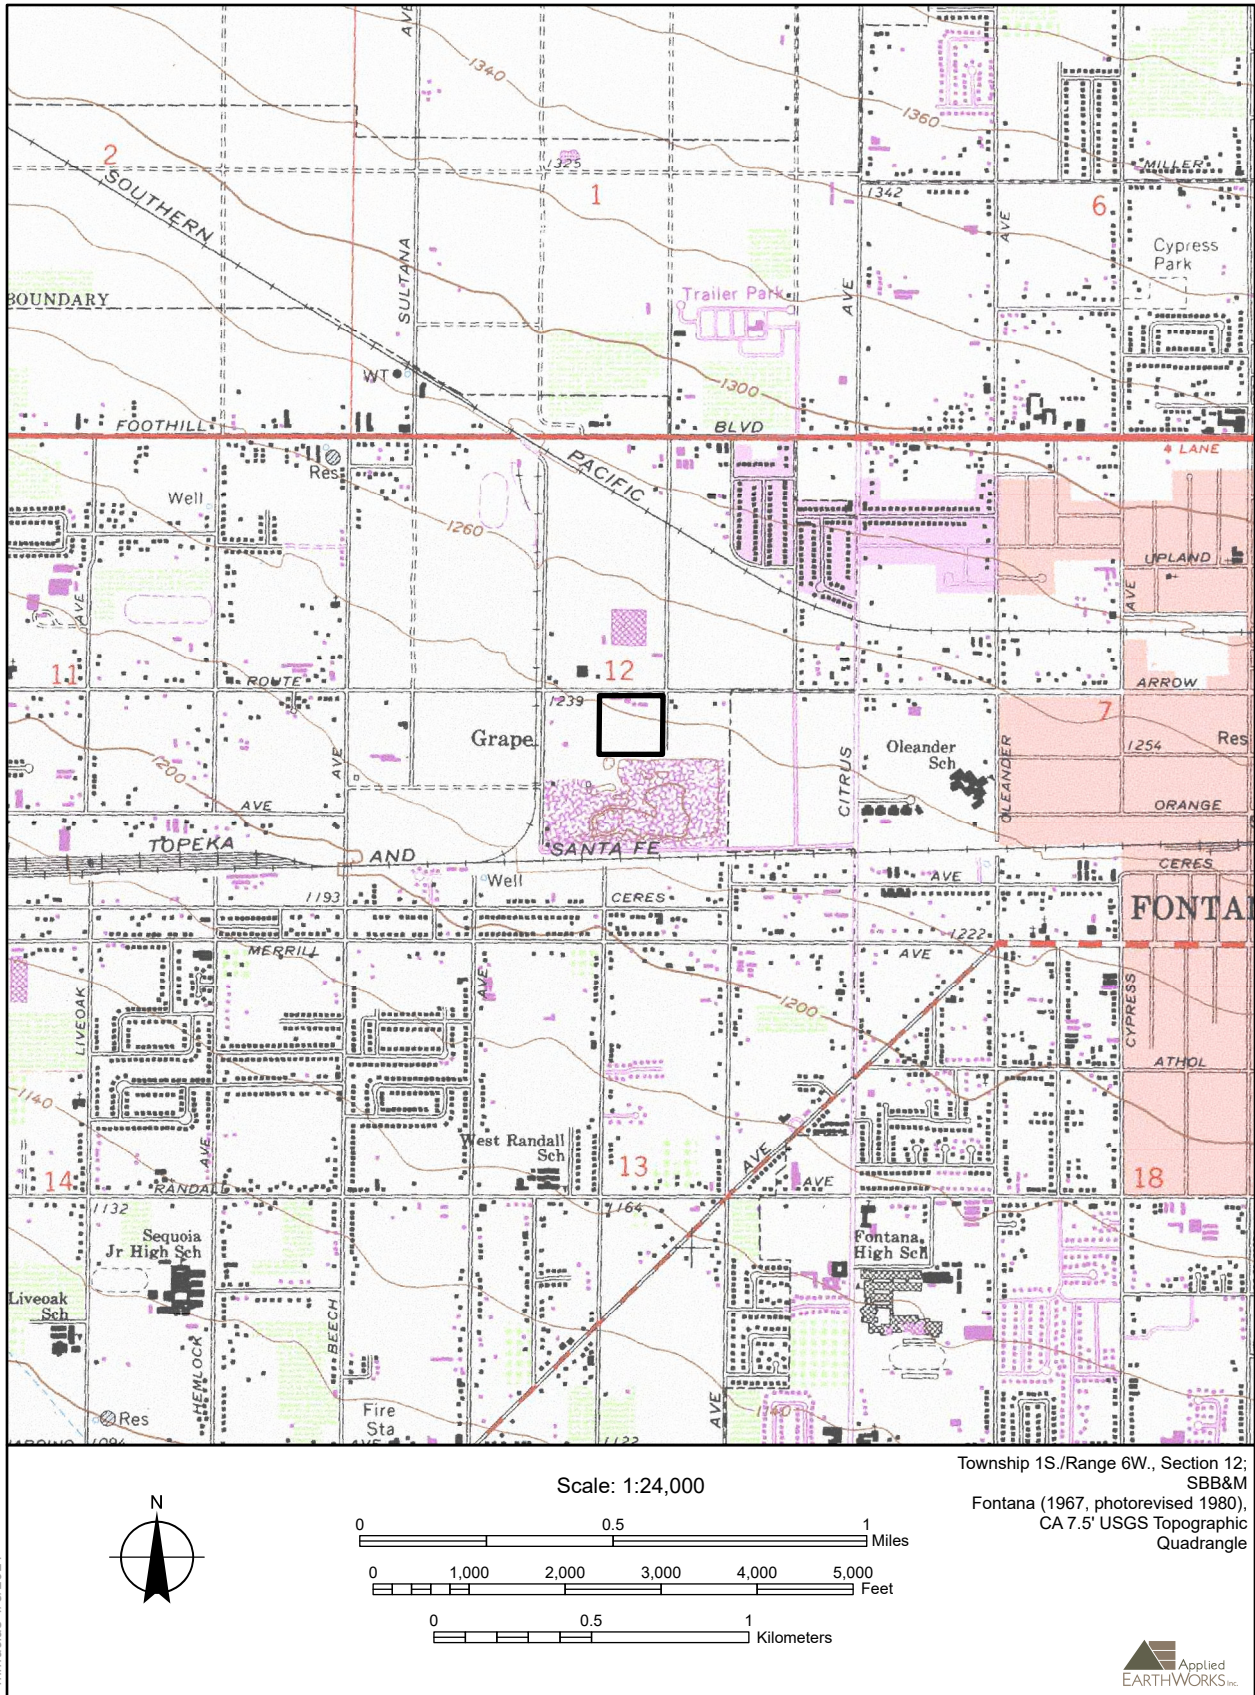 AVE
1340
1360
2
1325
MILLER
SOUTHERN
1
1342
6
AVE
Cypress
Park
SULTANA
BOUNDARY
Trailer Park
AVE
WT
1300
FOOTHILL
BLVD
4 LANE
Res
PACIFIC
Well
1260
UPLAND
AVE
AVE
11
ROUTE
12
ARROW
1239
7
Grape
1254
Res
Oleander
Sch
CITRUS
OLEANDER
1200
AVE
AVE
ORANGE
TOPEKA
AND
SANTA FE
CERES
Well
AVE
1193
CERES
FONTA
1222
MERRILL
AVE
AVE
LIVEOAK
1200
CYPRESS
ATHOL
1140
West Randall
Sch
AVE
AVE
13
14
RANDALL
AVE
18
1132
1164
Sequoia
Jr High Sch
Fontana
High Sch
Liveoak
Sch
BEECH
HEMLOCK
Res
Fire
Sta
AVE
1140
1094
1122
Township 1S./Range 6W., Section 12;
SBB&M
Fontana (1967, photorevised 1980),
CA 7.5' USGS Topographic
Quadrangle
Scale: 1:24,000
N
0 0.5 1
Miles
0 1,000 2,000 3,000 4,000 5,000
Feet
0 0.5 1
Kilometers
Applied
EARTHWORKS Inc.